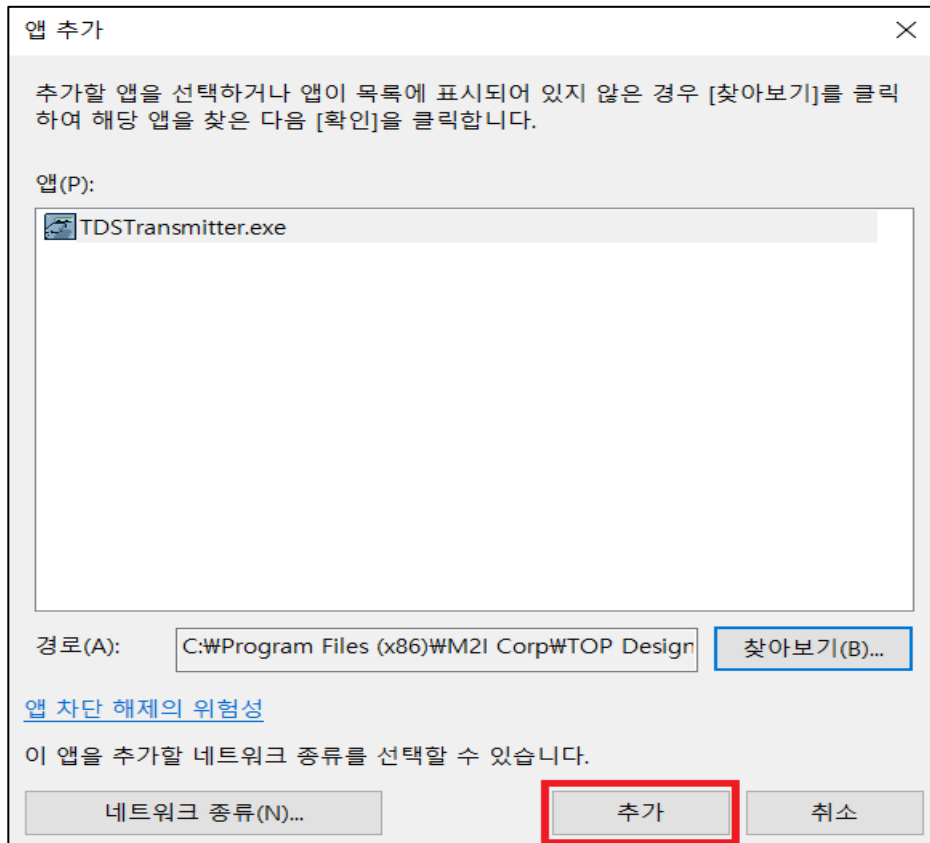 앱 추가
추가할 앱을 선택하거나 앱이 목록에 표시되어 있지 않은 경우 [찾아보기]를 클릭
하여 해당 앱을 찾은 다음 [확인]을 클릭합니다.
앱(P):
TDSTransmitter.exe
경로(A):
C:₩Program Files (x86)₩M2I Corp₩TOP Design
찾아보기(B)...
앱 차단 해제의 위험성
이 앱을 추가할 네트워크 종류를 선택할 수 있습니다.
네트워크 종류(N)...
추가
취소